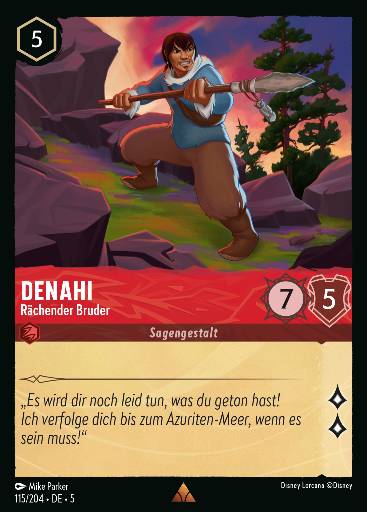 5
DENAHI
Rächender Bruder
7
5
Sagengestalt
„Es wird dir noch leid tun, was du getan hast!
Ich verfolge dich bis zum Azuriten-Meer, wenn es
sein muss!“
Mike Parker
115/204 • DE • 5
Disney Lorcana ©Disney